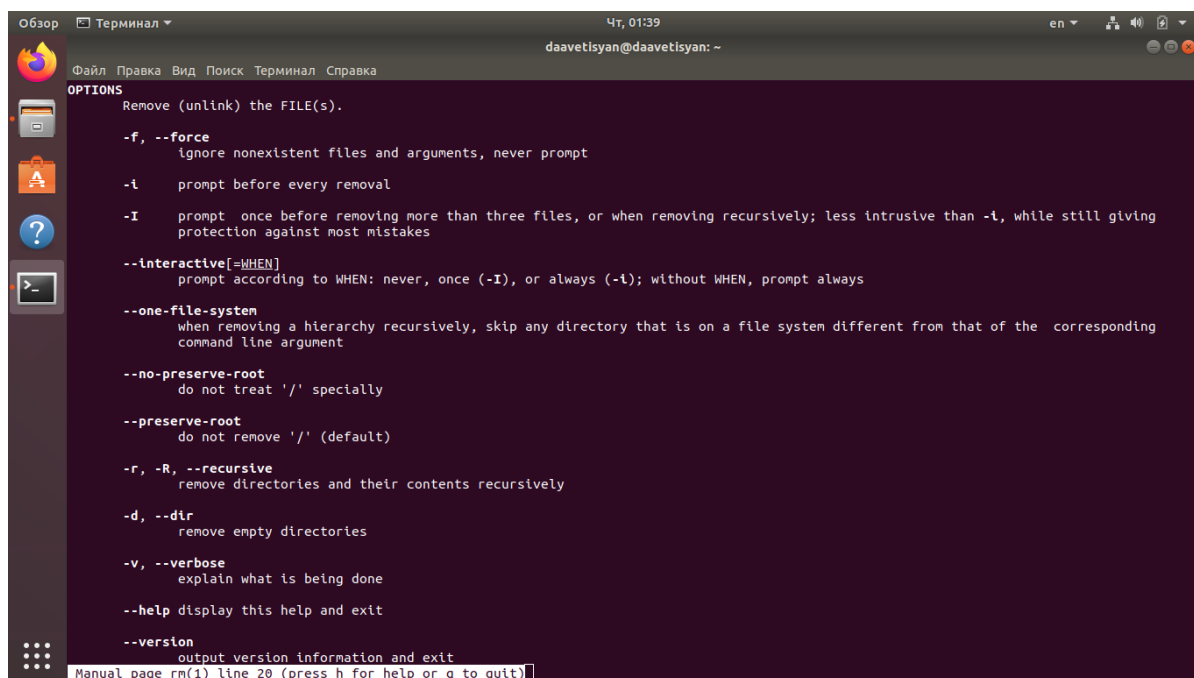 Обзор Терминал Чт, 01:39 en
daavetisyan@daavetisyan: ~
Файл Правка Вид Поиск Терминал Справка
OPTIONS
Remove (unlink) the FILE(s).
-f, --force
ignore nonexistent files and arguments, never prompt
-i prompt before every removal
-I prompt once before removing more than three files, or when removing recursively; less intrusive than -i, while still giving
protection against most mistakes
--interactive[=WHEN]
prompt according to WHEN: never, once (-I), or always (-i); without WHEN, prompt always
--one-file-system
when removing a hierarchy recursively, skip any directory that is on a file system different from that of the corresponding
command line argument
--no-preserve-root
do not treat '/' specially
--preserve-root
do not remove '/' (default)
-r, -R, --recursive
remove directories and their contents recursively
-d, --dir
remove empty directories
-v, --verbose
explain what is being done
--help display this help and exit
--version
output version information and exit
Manual page rm(1) line 20 (press h for help or q to quit)